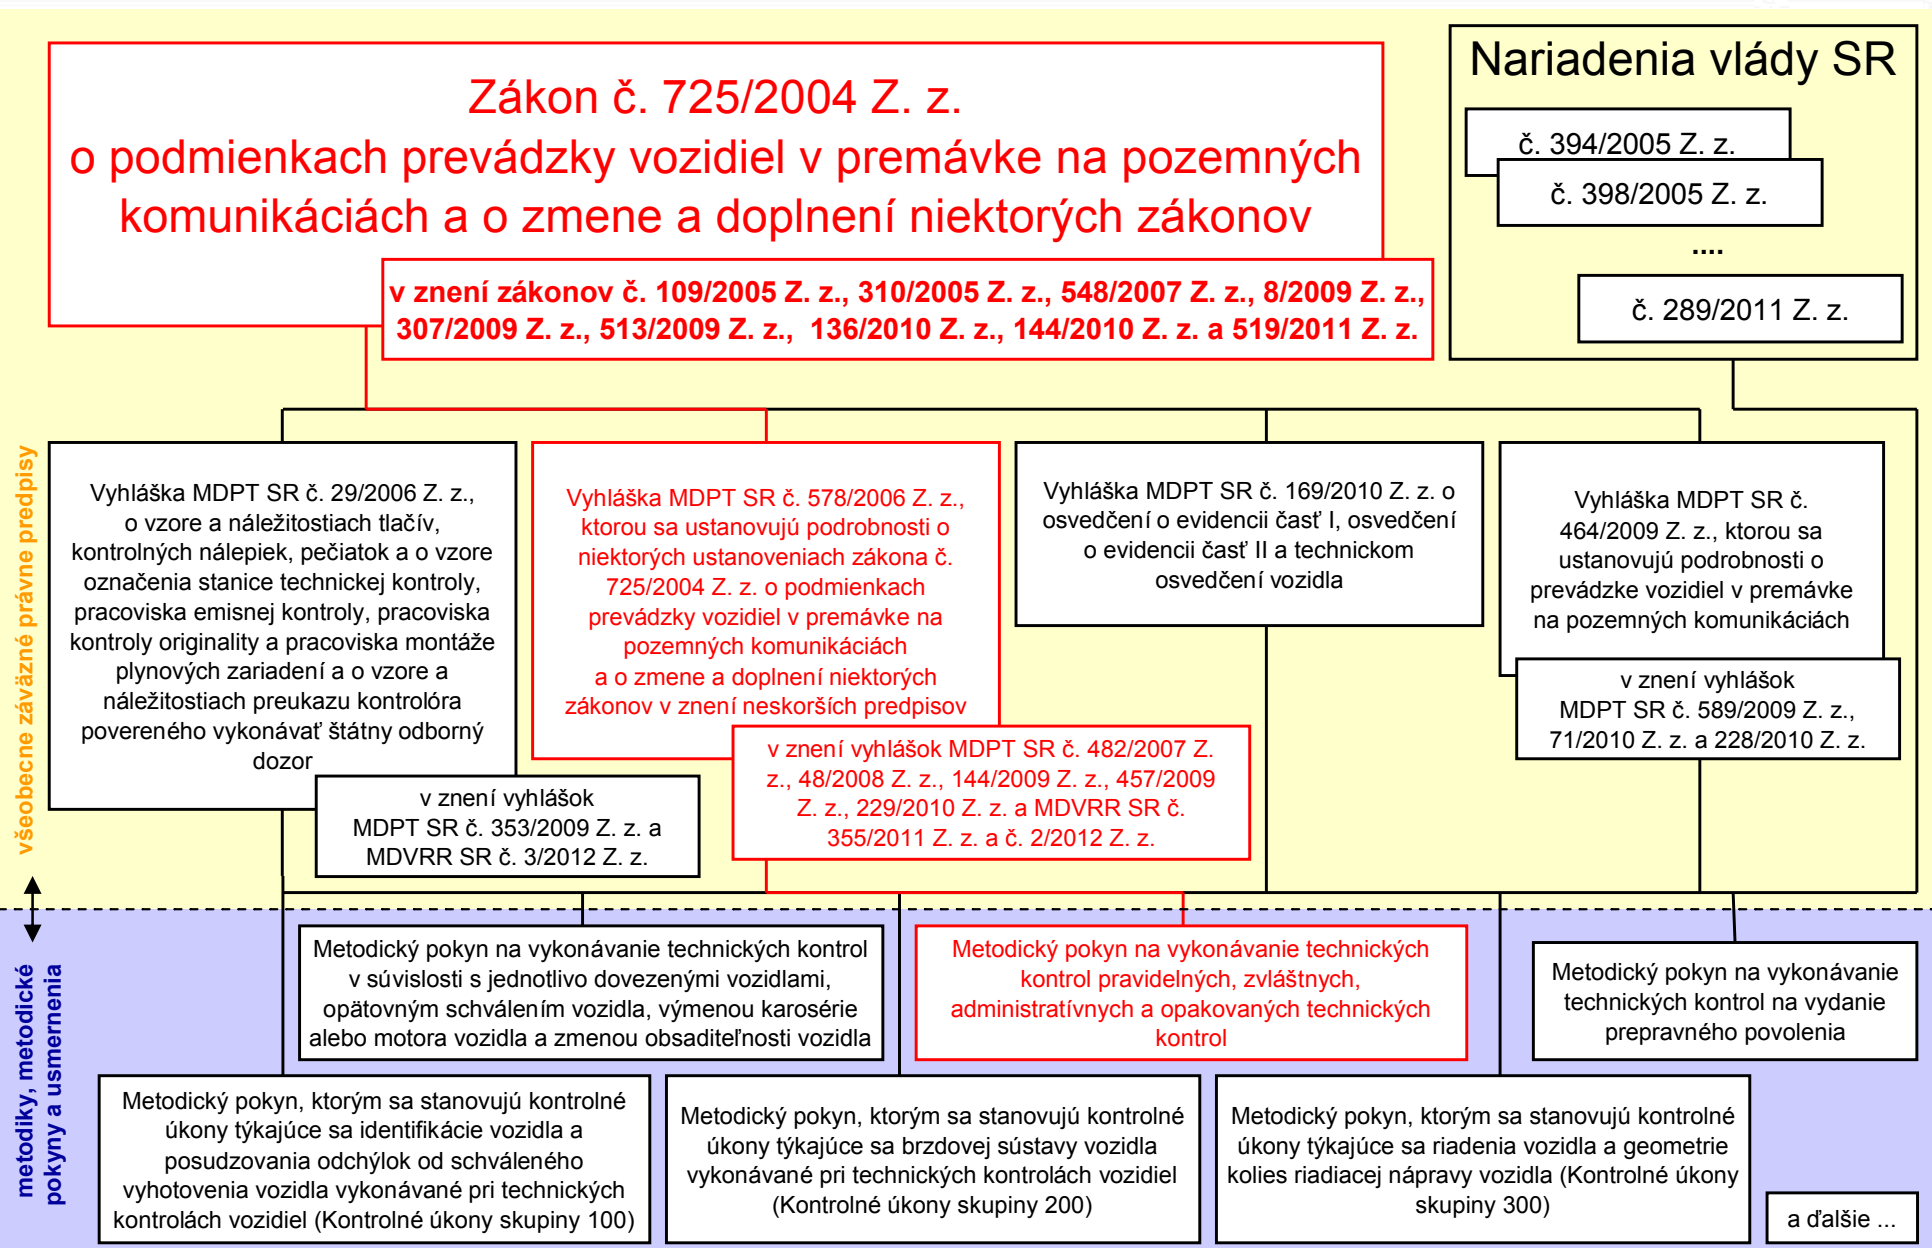 Zákon č. 725/2004 Z. z.
o podmienkach prevádzky vozidiel v premávke na pozemných
komunikáciách a o zmene a doplnení niektorých zákonov
v znení zákonov č. 109/2005 Z. z., 310/2005 Z. z., 548/2007 Z. z., 8/2009 Z. z.,
307/2009 Z. z., 513/2009 Z. z., 136/2010 Z. z., 144/2010 Z. z. a 519/2011 Z. z.
Nariadenia vlády SR
č. 394/2005 Z. z.
č. 398/2005 Z. z.
....
č. 289/2011 Z. z.
všeobecne záväzné právne predpisy
Vyhláška MDPT SR č. 29/2006 Z. z.,
o vzore a náležitostiach tlačív,
kontrolných nálepiek, pečiatok a o vzore
označenia stanice technickej kontroly,
pracoviska emisnej kontroly, pracoviska
kontroly originality a pracoviska montáže
plynových zariadení a o vzore a
náležitostiach preukazu kontrolóra
povereného vykonávať štátny odborný
dozor
v znení vyhlášok
MDPT SR č. 353/2009 Z. z. a
MDVRR SR č. 3/2012 Z. z.
Vyhláška MDPT SR č. 578/2006 Z. z.,
ktorou sa ustanovujú podrobnosti o
niektorých ustanoveniach zákona č.
725/2004 Z. z. o podmienkach
prevádzky vozidiel v premávke na
pozemných komunikáciách
a o zmene a doplnení niektorých
zákonov v znení neskorších predpisov
v znení vyhlášok MDPT SR č. 482/2007 Z.
z., 48/2008 Z. z., 144/2009 Z. z., 457/2009
Z. z., 229/2010 Z. z. a MDVRR SR č.
355/2011 Z. z. a č. 2/2012 Z. z.
Vyhláška MDPT SR č. 169/2010 Z. z. o
osvedčení o evidencii časť I, osvedčení
o evidencii časť II a technickom
osvedčení vozidla
Vyhláška MDPT SR č.
464/2009 Z. z., ktorou sa
ustanovujú podrobnosti o
prevádzke vozidiel v premávke
na pozemných komunikáciách
v znení vyhlášok
MDPT SR č. 589/2009 Z. z.,
71/2010 Z. z. a 228/2010 Z. z.
metodiky, metodické
pokyny a usmernenia
Metodický pokyn na vykonávanie technických kontrol
v súvislosti s jednotlivo dovezenými vozidlami,
opätovným schválením vozidla, výmenou karosérie
alebo motora vozidla a zmenou obsaditeľnosti vozidla
Metodický pokyn na vykonávanie technických
kontrol pravidelných, zvláštnych,
administratívnych a opakovaných technických
kontrol
Metodický pokyn na vykonávanie
technických kontrol na vydanie
prepravného povolenia
Metodický pokyn, ktorým sa stanovujú kontrolné
úkony týkajúce sa identifikácie vozidla a
posudzovania odchýlok od schváleného
vyhotovenia vozidla vykonávané pri technických
kontrolách vozidiel (Kontrolné úkony skupiny 100)
Metodický pokyn, ktorým sa stanovujú kontrolné
úkony týkajúce sa brzdovej sústavy vozidla
vykonávané pri technických kontrolách vozidiel
(Kontrolné úkony skupiny 200)
Metodický pokyn, ktorým sa stanovujú kontrolné
úkony týkajúce sa riadenia vozidla a geometrie
kolies riadiacej nápravy vozidla (Kontrolné úkony
skupiny 300)
a ďalšie ...